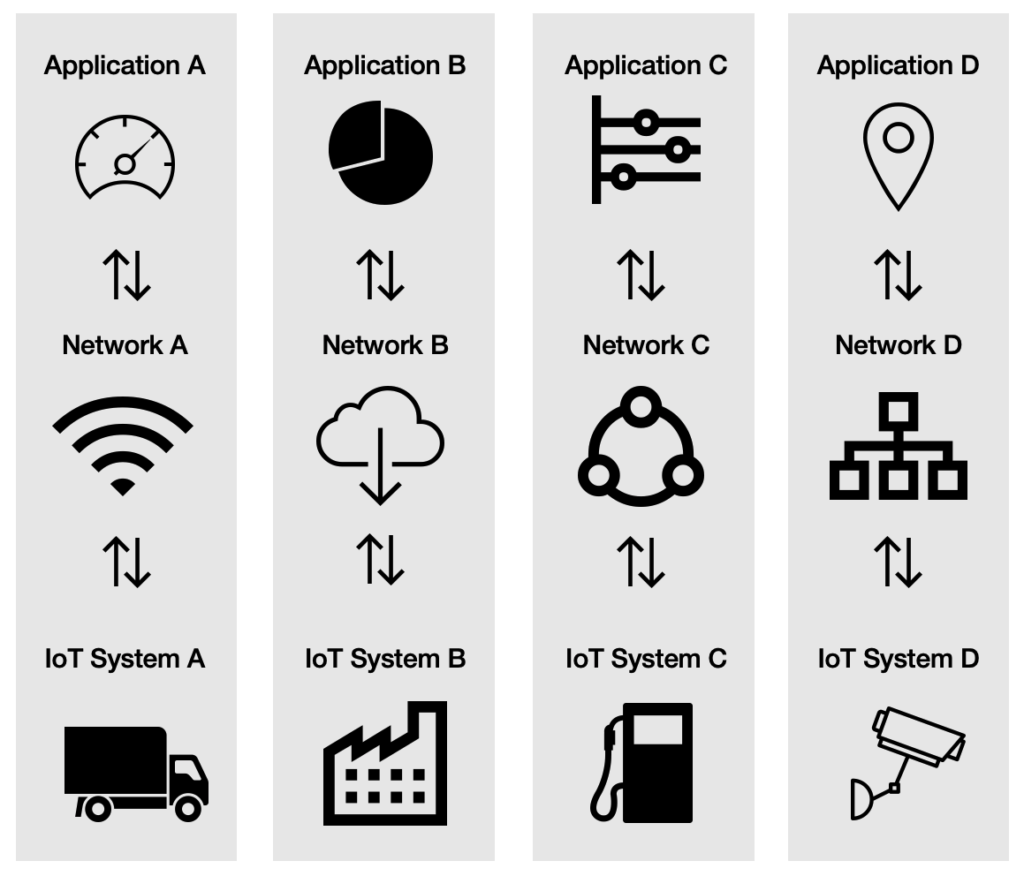 Application A
Application B
Application C
Application D
Network A
Network B
Network C
Network D
IoT System A
IoT System B
IoT System C
IoT System D